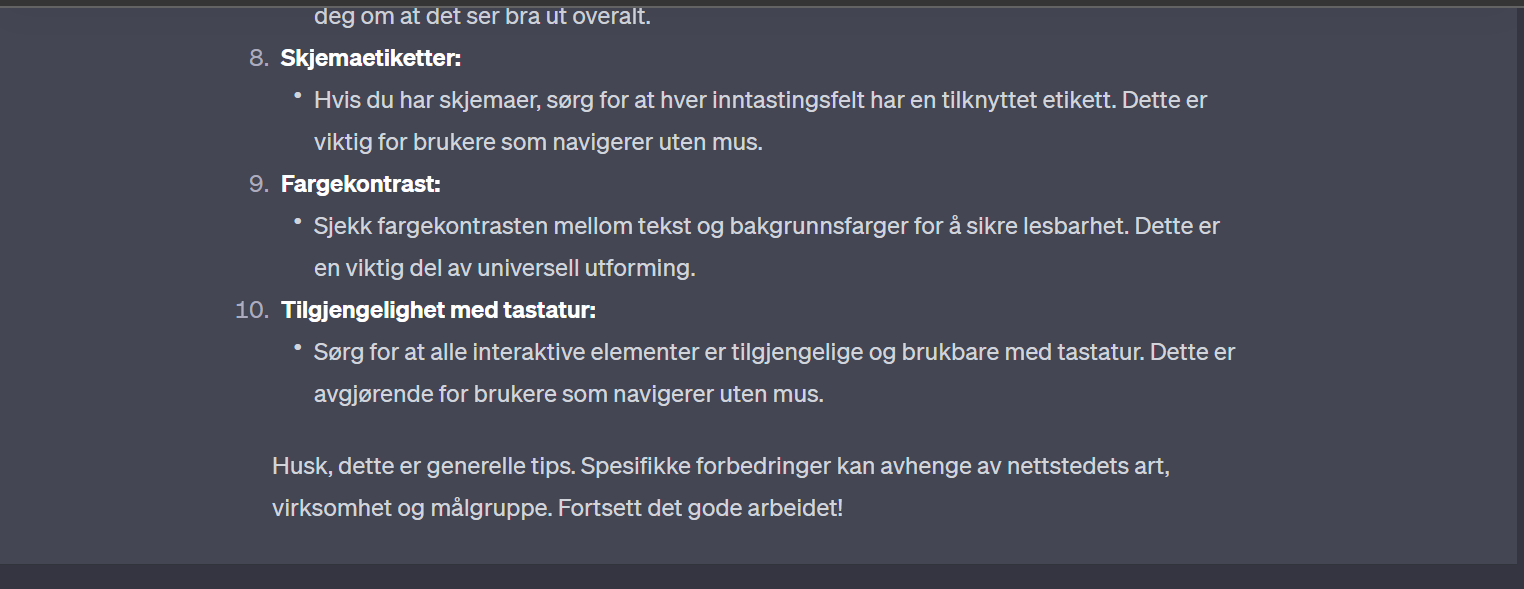 deg om at det ser bra ut overalt.
8. Skjemaetiketter:
• Hvis du har skjemaer, sørg for at hver inntastingsfelt har en tilknyttet etikett. Dette er
viktig for brukere som navigerer uten mus.
9. Fargekontrast:
• Sjekk fargekontrasten mellom tekst og bakgrunnsfarger for å sikre lesbarhet. Dette er
en viktig del av universell utforming.
10. Tilgjengelighet med tastatur:
• Sørg for at alle interaktive elementer er tilgjengelige og brukbare med tastatur. Dette er
avgjørende for brukere som navigerer uten mus.
Husk, dette er generelle tips. Spesifikke forbedringer kan avhenge av nettstedets art,
virksomhet og målgruppe. Fortsett det gode arbeidet!